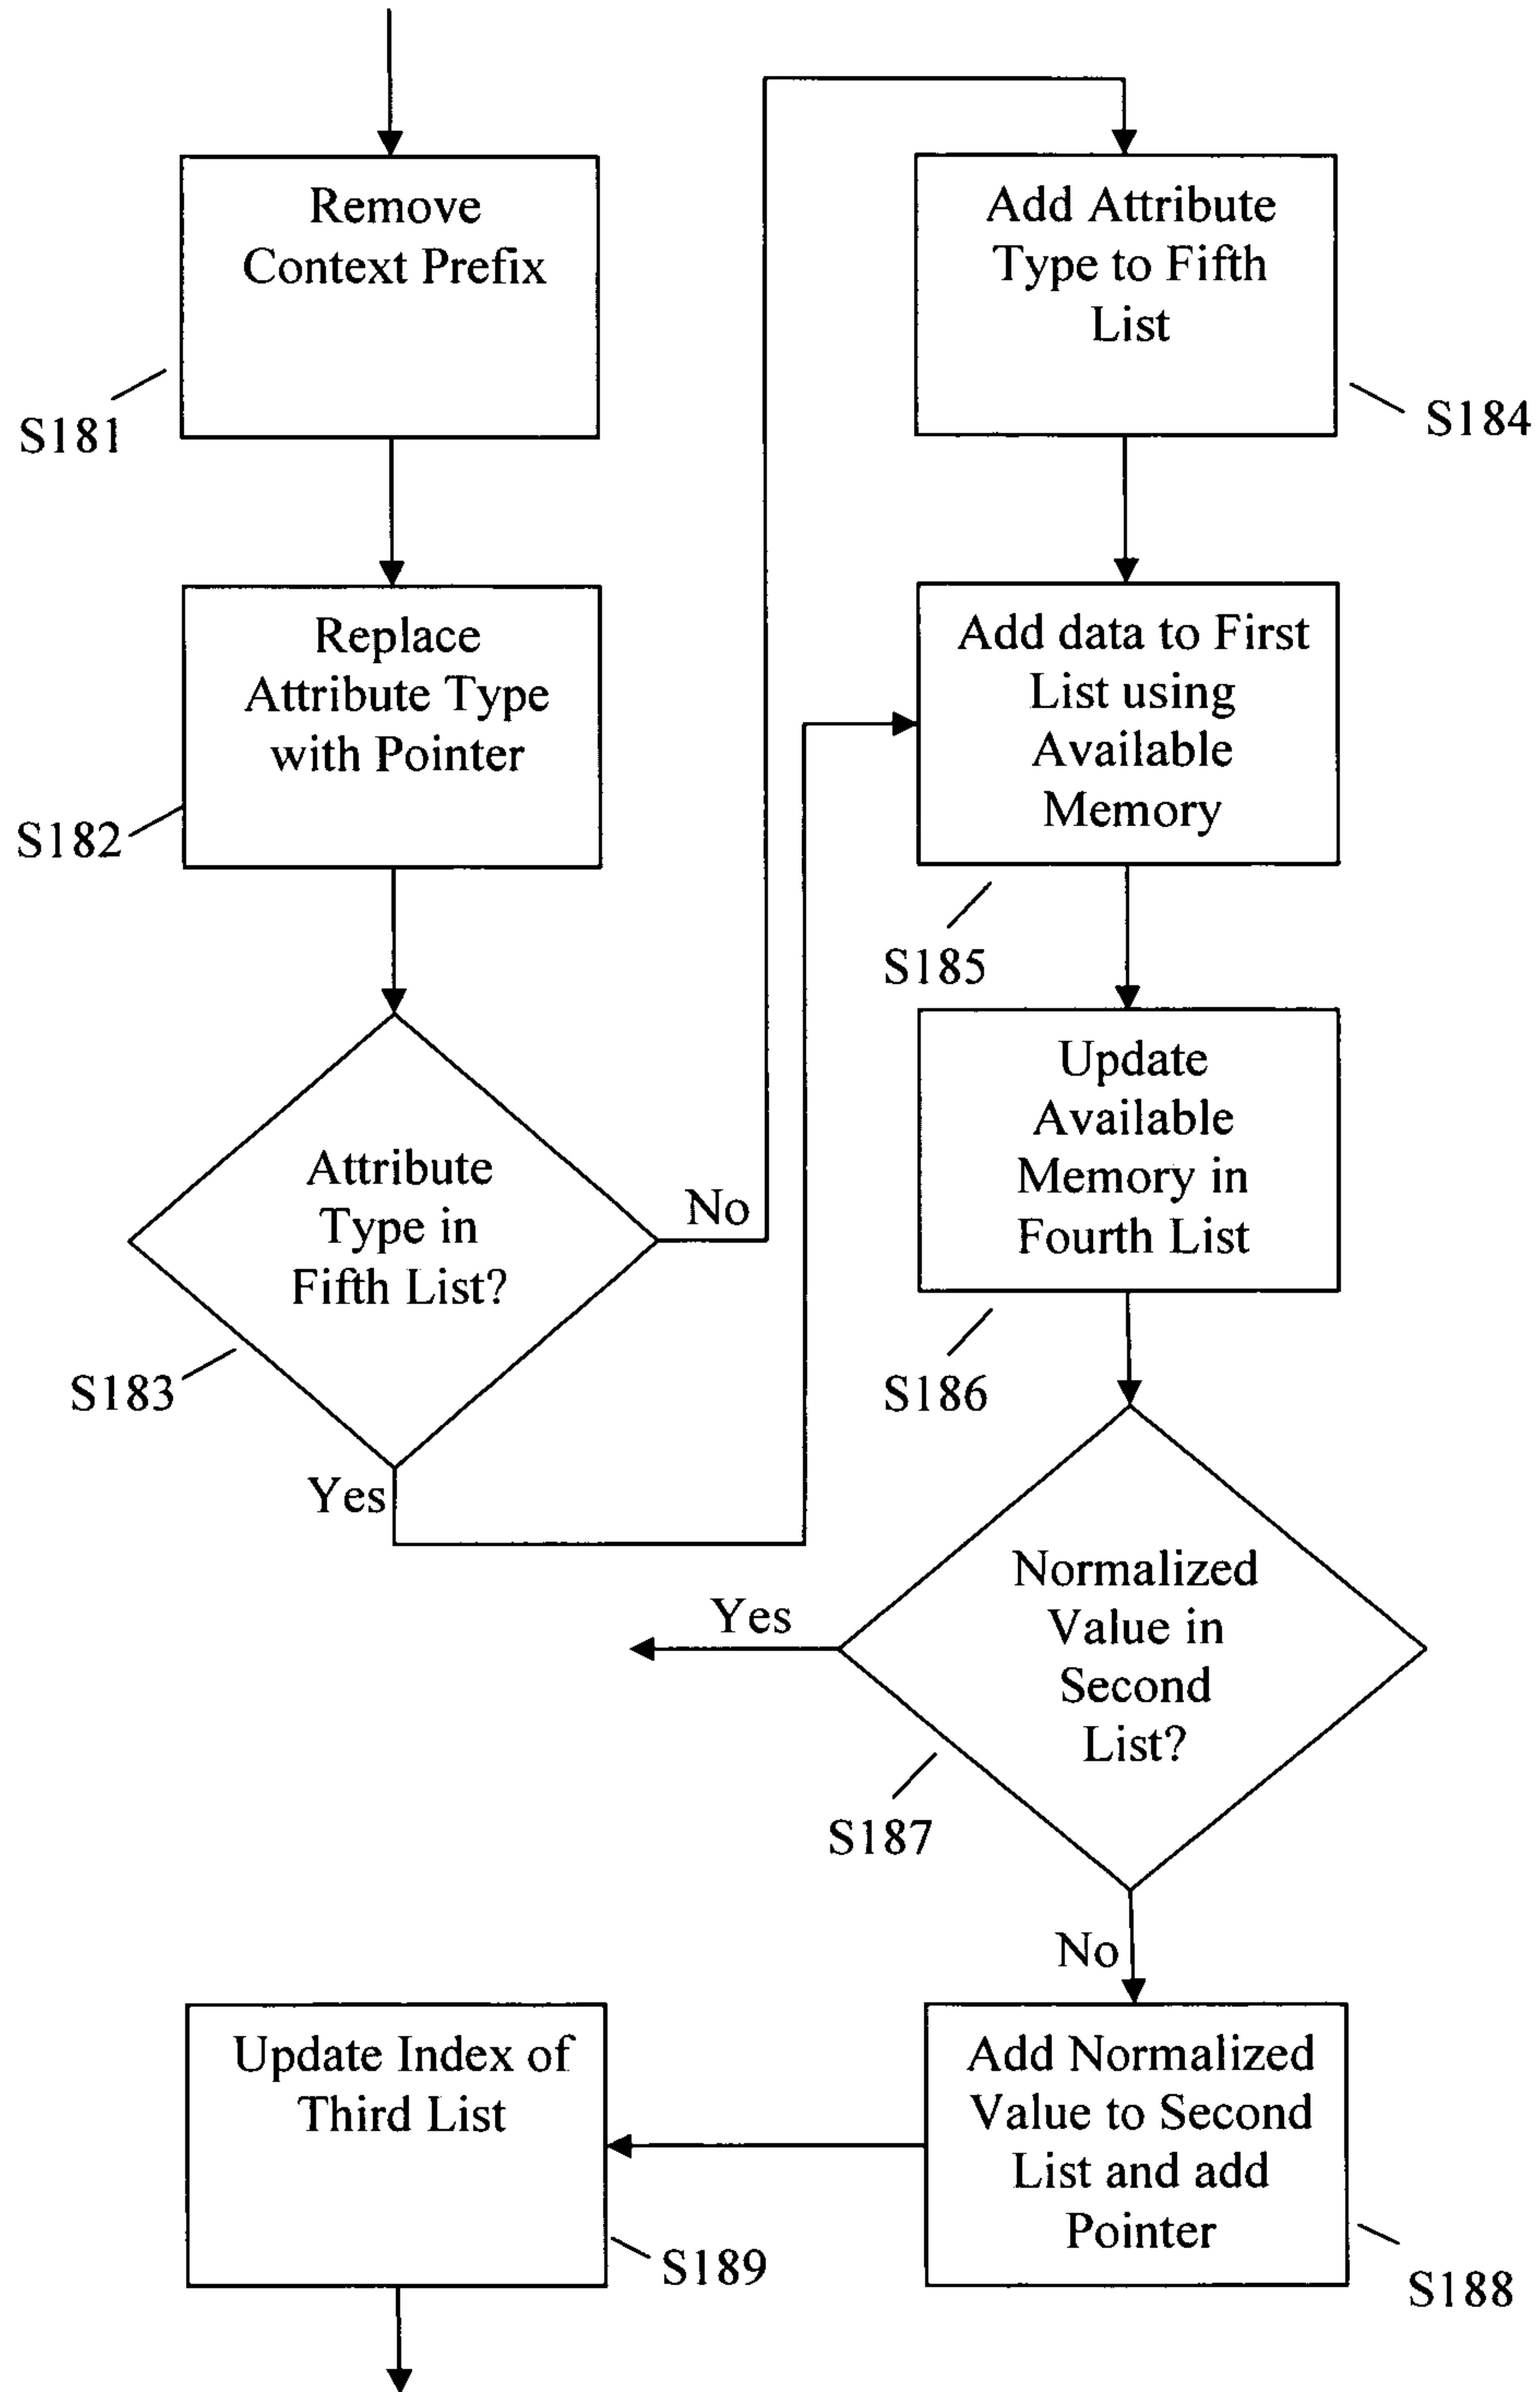 Remove
Context Prefix
S181
Replace
Attribute Type
with Pointer
S182
Attribute
Type in
Fifth List?
No
S183
Yes
Add Attribute
Type to Fifth
List
S184
Add data to First
List using
Available
Memory
S185
Update
Available
Memory in
Fourth List
S186
Normalized
Value in
Second
List?
Yes
S187
No
Add Normalized
Value to Second
List and add
Pointer
S188
Update Index of
Third List
S189